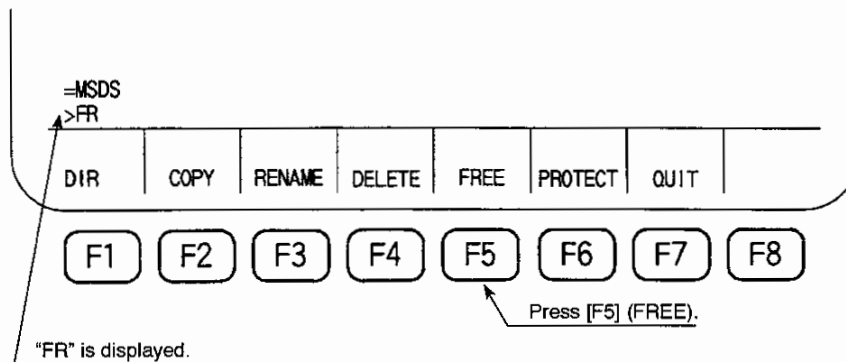 =MSDS
>FR
DIR COPY RENAME DELETE FREE PROTECT QUIT
F1 F2 F3 F4 F5 F6 F7 F8
Press [F5] (FREE).
"FR" is displayed.